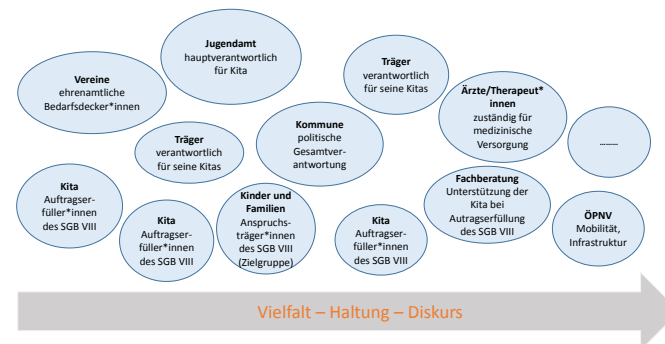 Jugendamt
hauptverantwortlich
für Kita
Vereine
ehrenamtliche
Bedarfsdecker*innen
Träger
verantwortlich
für seine Kitas
Ärzte/Therapeut*
innen
zuständig für
medizinische
Versorgung
Kommune
politische
Gesamtver-
antwortung
Träger
verantwortlich
für seine Kitas
........
Kita
Auftragser-
füller*innen
des SGB VIII
Kita
Auftragser-
füller*innen
des SGB VIII
Kinder und
Familien
Anspruchs-
träger*innen
des SGB VIII
(Zielgruppe)
Kita
Auftragser-
füller*innen
des SGB VIII
Fachberatung
Unterstützung der
Kita bei
Autragserfüllung
des SGB VIII
ÖPNV
Mobilität,
Infrastruktur
Vielfalt – Haltung – Diskurs